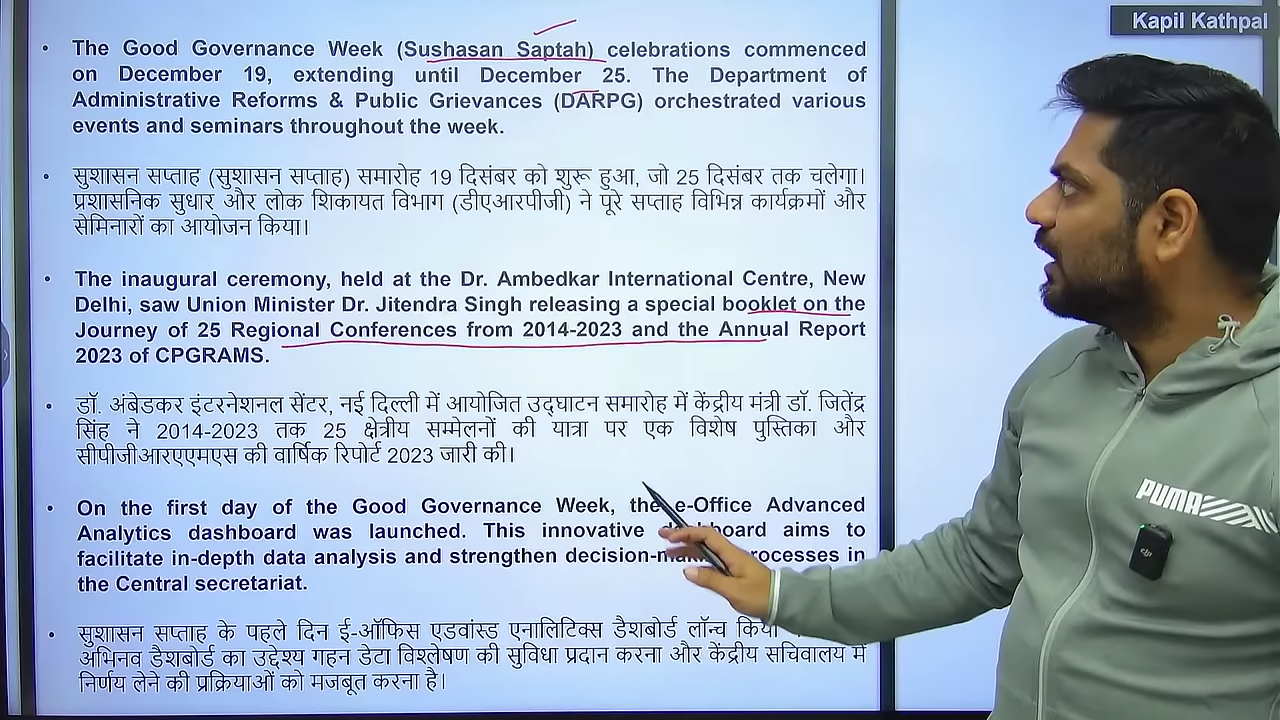 Kapil Kathpal
• The Good Governance Week (Sushasan Saptah) celebrations commenced
on December 19, extending until December 25. The Department of
Administrative Reforms & Public Grievances (DARPG) orchestrated various
events and seminars throughout the week.
• सुशासन सप्ताह (सुशासन सप्ताह) समारोह 19 दिसंबर को शुरू हुआ, जो 25 दिसंबर तक चलेगा।
प्रशासनिक सुधार और लोक शिकायत विभाग (डीएआरपीजी) ने पूरे सप्ताह विभिन्न कार्यक्रमों और
सेमिनारों का आयोजन किया।
• The inaugural ceremony, held at the Dr. Ambedkar International Centre, New
Delhi, saw Union Minister Dr. Jitendra Singh releasing a special booklet on the
Journey of 25 Regional Conferences from 2014-2023 and the Annual Report
2023 of CPGRAMS.
• डॉ. अंबेडकर इंटरनेशनल सेंटर, नई दिल्ली में आयोजित उद्घाटन समारोह में केंद्रीय मंत्री डॉ. जितेंद्र
सिंह ने 2014-2023 तक 25 क्षेत्रीय सम्मेलनों की यात्रा पर एक विशेष पुस्तिका और
सीपीजीआरएएमएस की वार्षिक रिपोर्ट 2023 जारी की।
• On the first day of the Good Governance Week, the e-Office Advanced
Analytics dashboard was launched. This innovative aims to
facilitate in-depth data analysis and strengthen in
the Central secretariat.
• सुशासन सप्ताह के पहले दिन ई-ऑफिस एडवांस्ड एनालिटिक्स डैशबोर्ड लॉन्च किया
अभिनव डैशबोर्ड का उद्देश्य गहन डेटा विश्लेषण की सुविधा प्रदान करना और केंद्रीय सचिवालय में
निर्णय लेने की प्रक्रियाओं को मजबूत करना है।
PUMA
dji